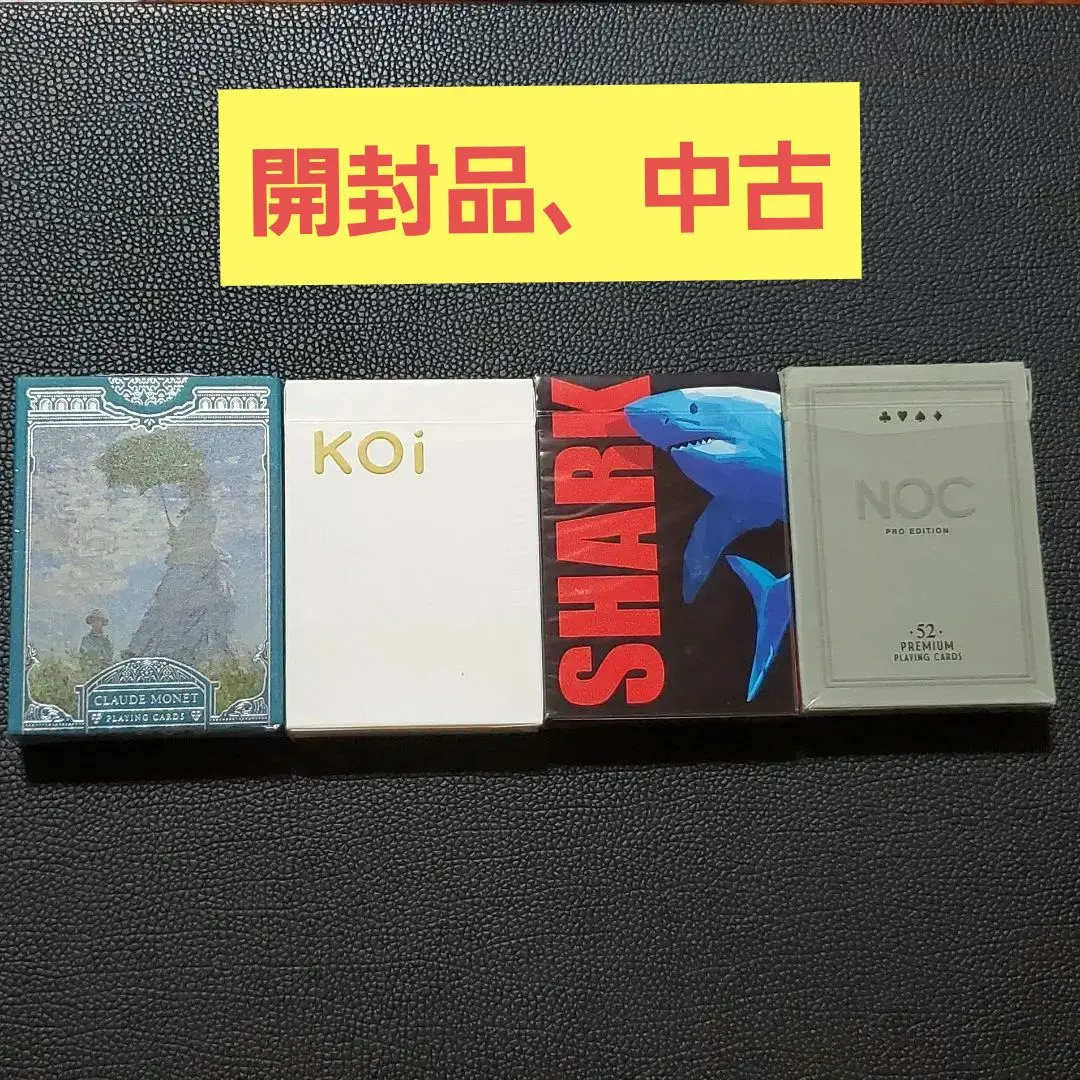 開封品、中古
CLAUDE MONET
PLAYING CARDS
KOi
SHARK
NOC
PRO EDITION
·52·
PREMIUM
PLAYING CARDS